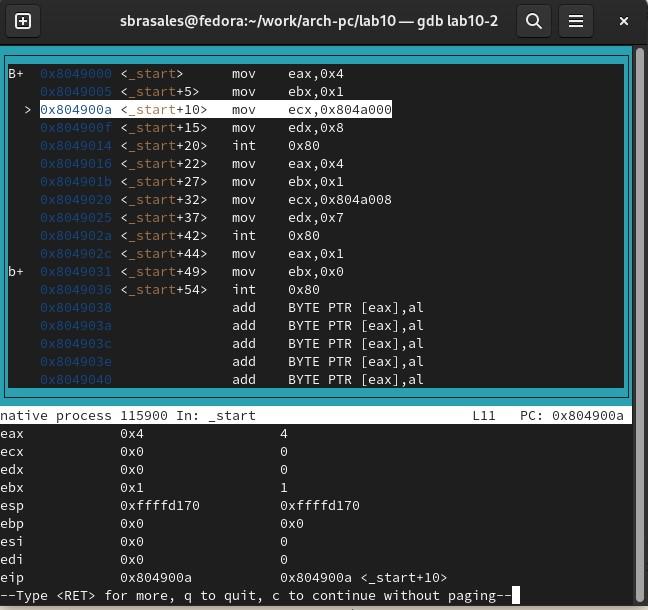 sbrasales@fedora:~/work/arch-pc/lab10 — gdb lab10-2
B+ 0x8049000 <_start> mov eax,0x4
0x8049005 <_start+5> mov ebx,0x1
> 0x804900a <_start+10> mov ecx,0x804a000
0x804900f <_start+15> mov edx,0x8
0x8049014 <_start+20> int 0x80
0x8049016 <_start+22> mov eax,0x4
0x804901b <_start+27> mov ebx,0x1
0x8049020 <_start+32> mov ecx,0x804a008
0x8049025 <_start+37> mov edx,0x7
0x804902a <_start+42> int 0x80
0x804902c <_start+44> mov eax,0x1
b+ 0x8049031 <_start+49> mov ebx,0x0
0x8049036 <_start+54> int 0x80
0x8049038 add BYTE PTR [eax],al
0x804903a add BYTE PTR [eax],al
0x804903c add BYTE PTR [eax],al
0x804903e add BYTE PTR [eax],al
0x8049040 add BYTE PTR [eax],al
native process 115900 In: _start L11 PC: 0x804900a
eax 0x4 4
ecx 0x0 0
edx 0x0 0
ebx 0x1 1
esp 0xffffd170 0xffffd170
ebp 0x0 0x0
esi 0x0 0
edi 0x0 0
eip 0x804900a 0x804900a <_start+10>
--Type <RET> for more, q to quit, c to continue without paging--